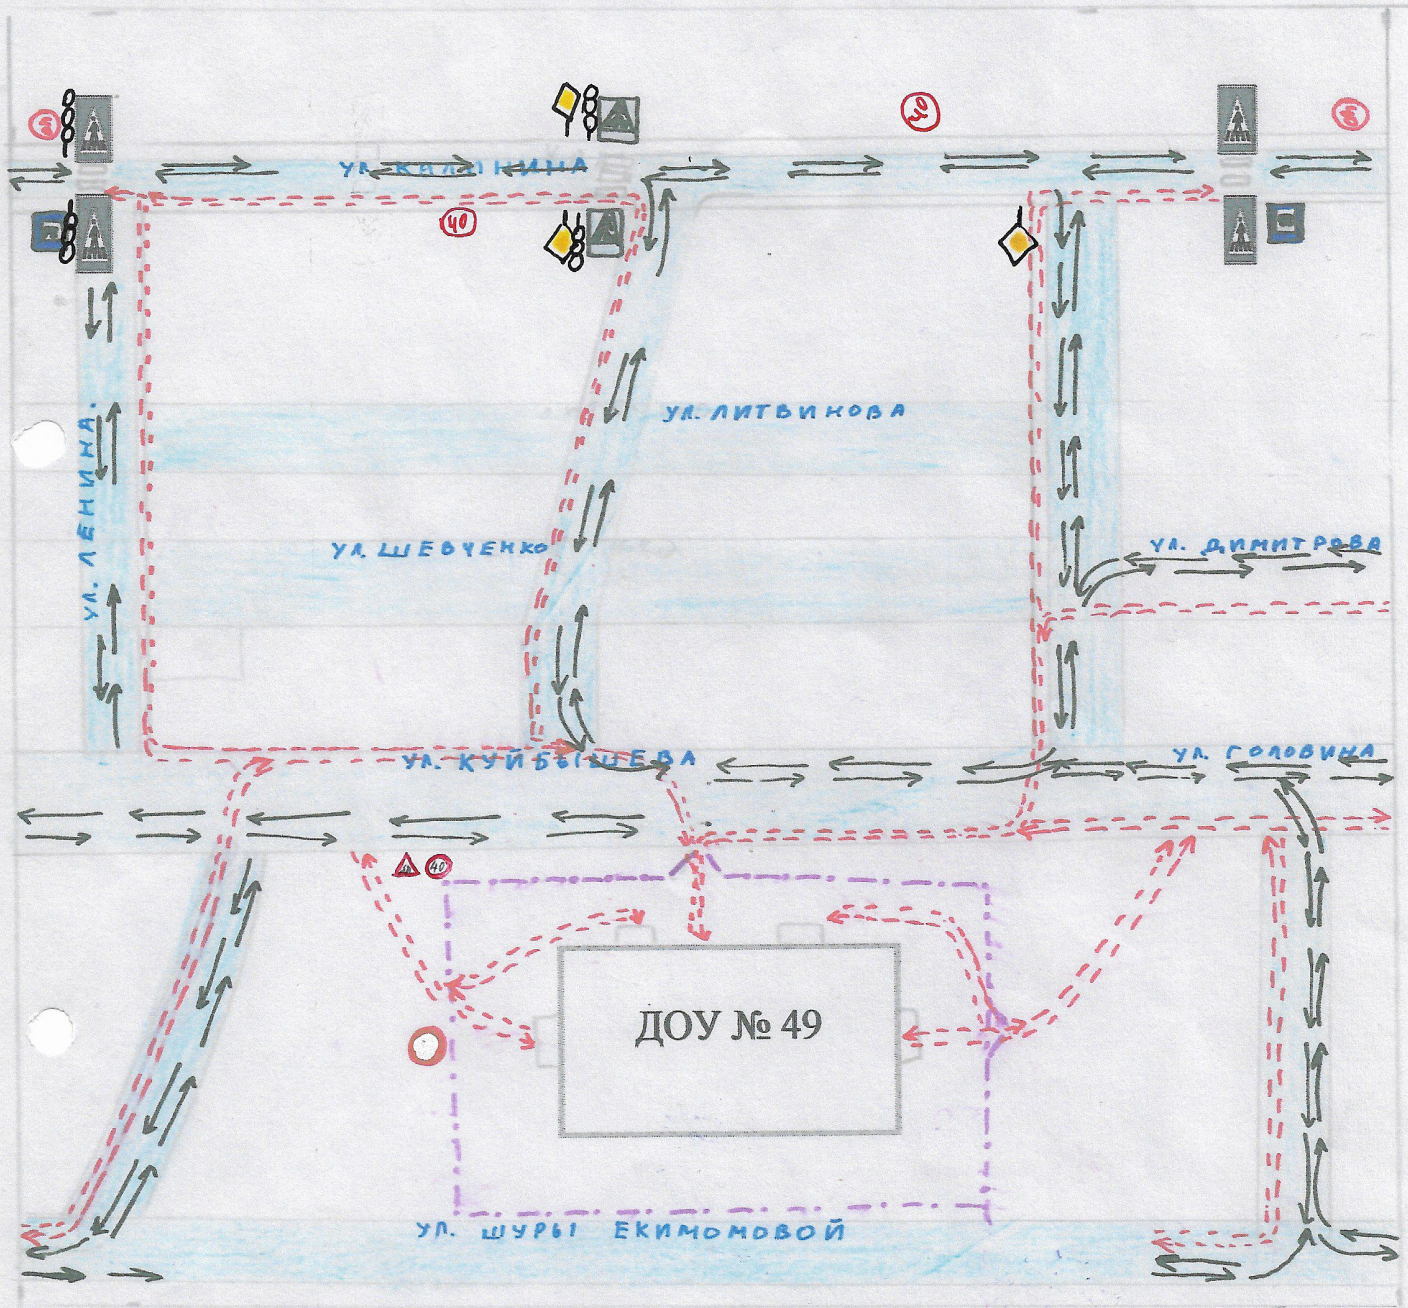 40
ул. КАЛИНИНА
40
ул. ЛИТВИНОВА
ул. ЛЕНИНА.
ул. ШЕВЧЕНКО
ул. ДИМИТРОВА
ул. КУЙБЫШЕВА
ул. ГОЛОВИНА
40
ДОУ № 49
ул. ШУРЫ ЕКИМОМОВОЙ